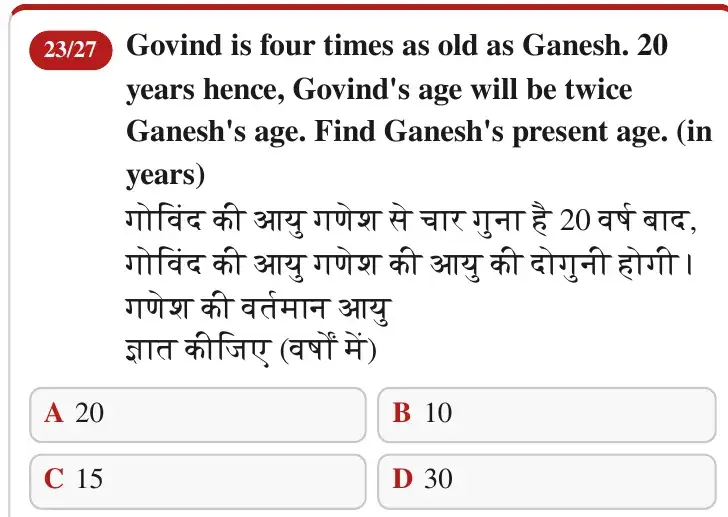 23/27 Govind is four times as old as Ganesh. 20
years hence, Govind's age will be twice
Ganesh's age. Find Ganesh's present age. (in
years)
गोविंद की आयु गणेश से चार गुना है 20 वर्ष बाद,
गोविंद की आयु गणेश की आयु की दोगुनी होगी।
गणेश की वर्तमान आयु
ज्ञात कीजिए (वर्षों में)
A 20
B 10
C 15
D 30